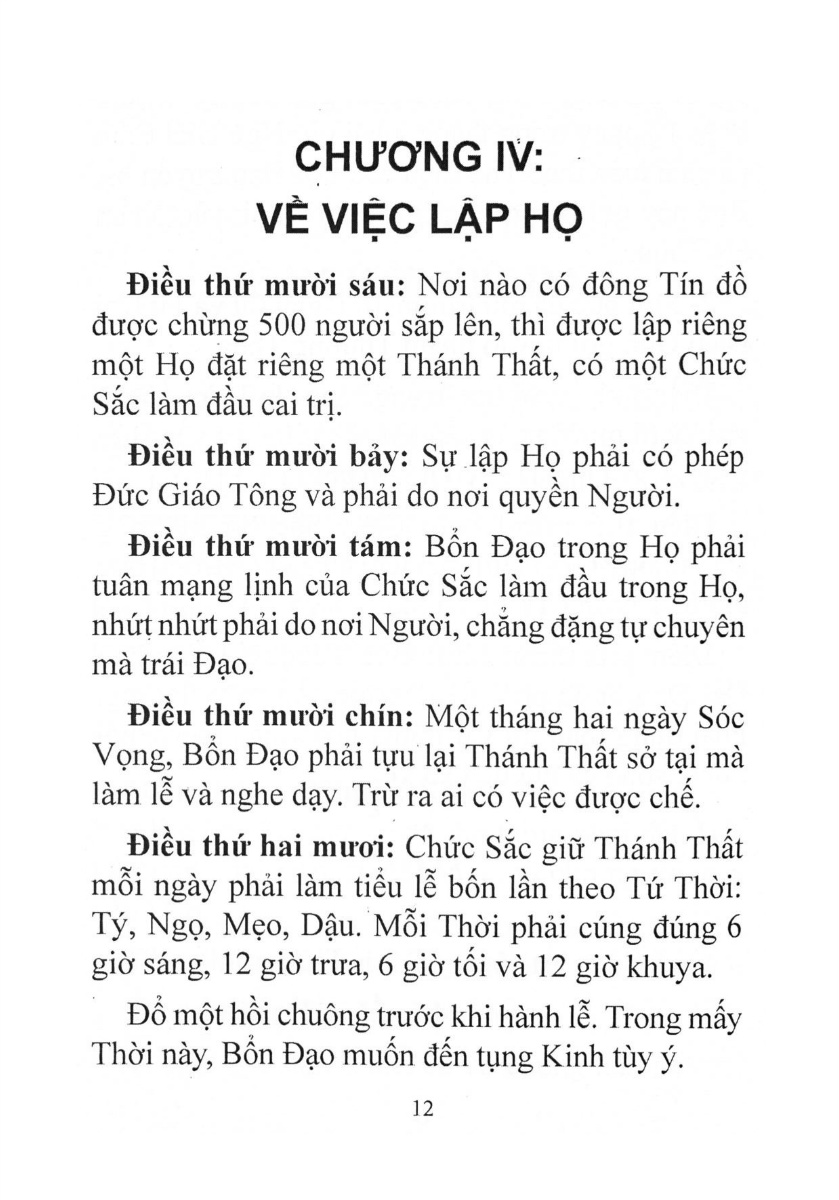 CHƯƠNG IV:
VỀ VIỆC LẬP HỌ
Điều thứ mười sáu: Nơi nào có đông Tín đồ
được chừng 500 người sắp lên, thì được lập riêng
một Họ đặt riêng một Thánh Thất, có một Chức
Sắc làm đầu cai trị.
Điều thứ mười bảy: Sự lập Họ phải có phép
Đức Giáo Tông và phải do nơi quyền Người.
Điều thứ mười tám: Bổn Đạo trong Họ phải
tuân mạng lịnh của Chức Sắc làm đầu trong Họ,
nhứt nhứt phải do nơi Người, chẳng đặng tự chuyên
mà trái Đạo.
Điều thứ mười chín: Một tháng hai ngày Sóc
Vọng, Bổn Đạo phải tựu lại Thánh Thất sở tại mà
làm lễ và nghe dạy. Trừ ra ai có việc được chế.
Điều thứ hai mươi: Chức Sắc giữ Thánh Thất
mỗi ngày phải làm tiểu lễ bốn lần theo Tứ Thời:
Tý, Ngọ, Mẹo, Dậu. Mỗi Thời phải cúng đúng 6
giờ sáng, 12 giờ trưa, 6 giờ tối và 12 giờ khuya.
Đổ một hồi chuông trước khi hành lễ. Trong mấy
Thời này, Bổn Đạo muốn đến tụng Kinh tùy ý.
12